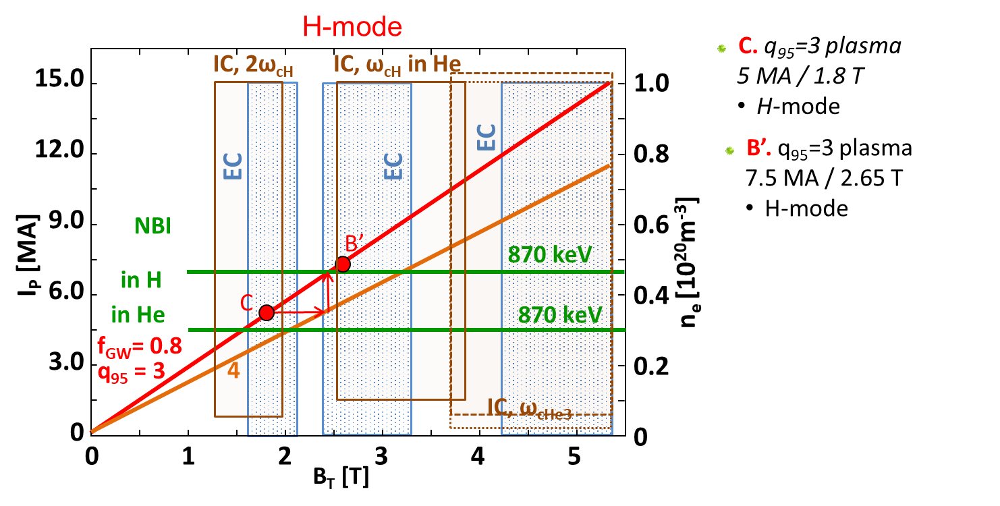 H-mode
IC, 2ωcH
IC, ωcH in He
15.0
12.0
9.0
6.0
3.0
0
IP [MA]
1.0
0.8
0.6
0.4
0.2
0
ne [10²⁰m⁻³]
EC
EC
EC
NBI
in H
in He
870 keV
870 keV
B’
C
fGW= 0.8
q95 = 3
4
IC, ωcHe3
0 1 2 3 4 5
BT [T]
C. q95=3 plasma
5 MA / 1.8 T
• H-mode
B’. q95=3 plasma
7.5 MA / 2.65 T
• H-mode